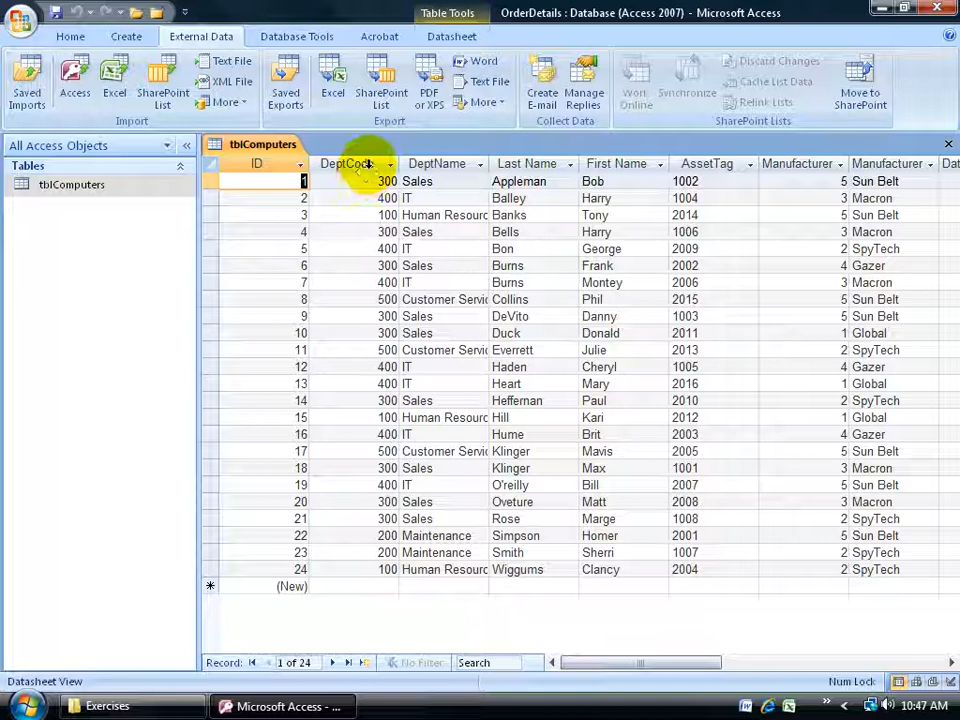 Table Tools
OrderDetails : Database (Access 2007) - Microsoft Access
Home Create External Data Database Tools Acrobat Datasheet
Saved Imports
Access
Excel
SharePoint List
Text File
XML File
More
Import
Saved Exports
Excel
SharePoint List
PDF or XPS
Word
Text File
More
Export
Create E-mail
Manage Replies
Collect Data
Work Online
Synchronize
Discard Changes
Cache List Data
Relink Lists
Move to SharePoint
SharePoint Lists
All Access Objects
Tables
tblComputers
tblComputers
ID DeptCode DeptName Last Name First Name AssetTag Manufacturer Manufacturer Dat
1 300 Sales Appleman Bob 1002 5 Sun Belt
2 400 IT Balley Harry 1004 3 Macron
3 100 Human Resourc Banks Tony 2014 5 Sun Belt
4 300 Sales Bells Harry 1006 3 Macron
5 400 IT Bon George 2009 2 SpyTech
6 300 Sales Burns Frank 2002 4 Gazer
7 400 IT Burns Montey 2006 3 Macron
8 500 Customer Servic Collins Phil 2015 5 Sun Belt
9 300 Sales DeVito Danny 1003 5 Sun Belt
10 300 Sales Duck Donald 2011 1 Global
11 500 Customer Servic Everrett Julie 2013 2 SpyTech
12 400 IT Haden Cheryl 1005 4 Gazer
13 400 IT Heart Mary 2016 1 Global
14 300 Sales Heffernan Paul 2010 2 SpyTech
15 100 Human Resourc Hill Kari 2012 1 Global
16 400 IT Hume Brit 2003 4 Gazer
17 500 Customer Servic Klinger Mavis 2005 5 Sun Belt
18 300 Sales Klinger Max 1001 3 Macron
19 400 IT O'reilly Bill 2007 5 Sun Belt
20 300 Sales Oveture Matt 2008 3 Macron
21 300 Sales Rose Marge 1008 2 SpyTech
22 200 Maintenance Simpson Homer 2001 5 Sun Belt
23 200 Maintenance Smith Sherri 1007 2 SpyTech
24 100 Human Resourc Wiggums Clancy 2004 2 SpyTech
(New)
Record: 1 of 24 No Filter Search
Datasheet View Num Lock
Exercises Microsoft Access - ... 10:47 AM